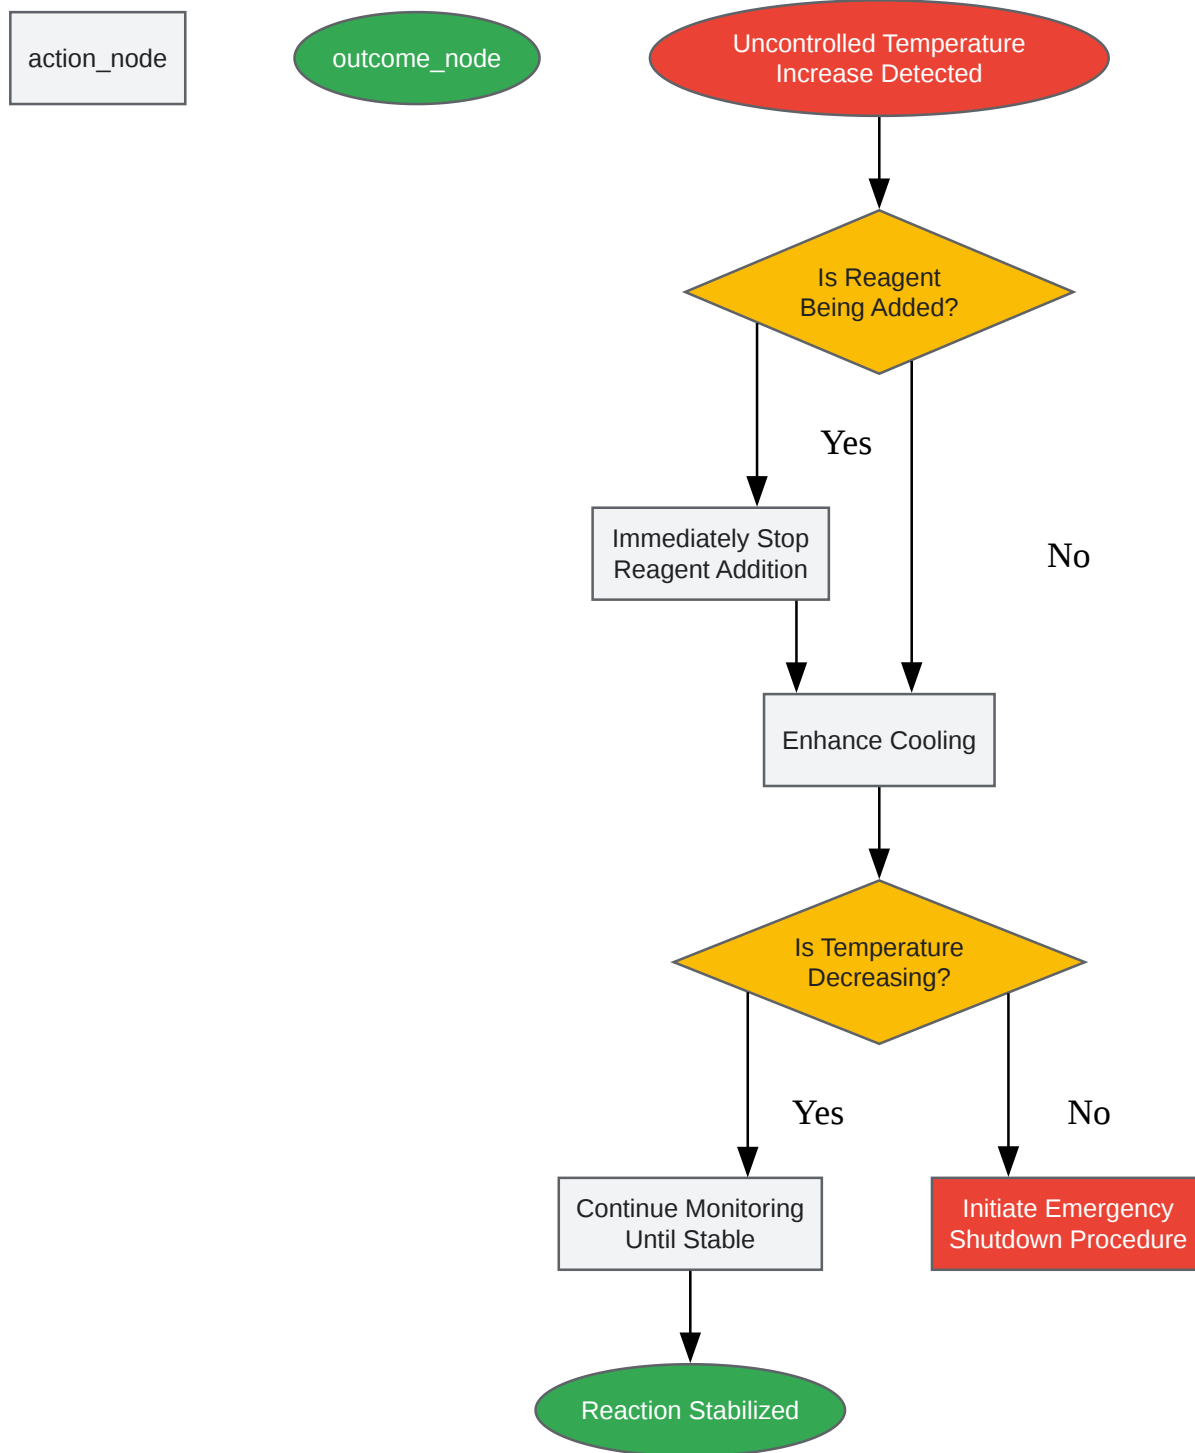 action_node
outcome_node
Uncontrolled Temperature
Increase Detected
Is Reagent
Being Added?
Yes
Immediately Stop
Reagent Addition
No
Enhance Cooling
Is Temperature
Decreasing?
Yes
No
Continue Monitoring
Until Stable
Initiate Emergency
Shutdown Procedure
Reaction Stabilized